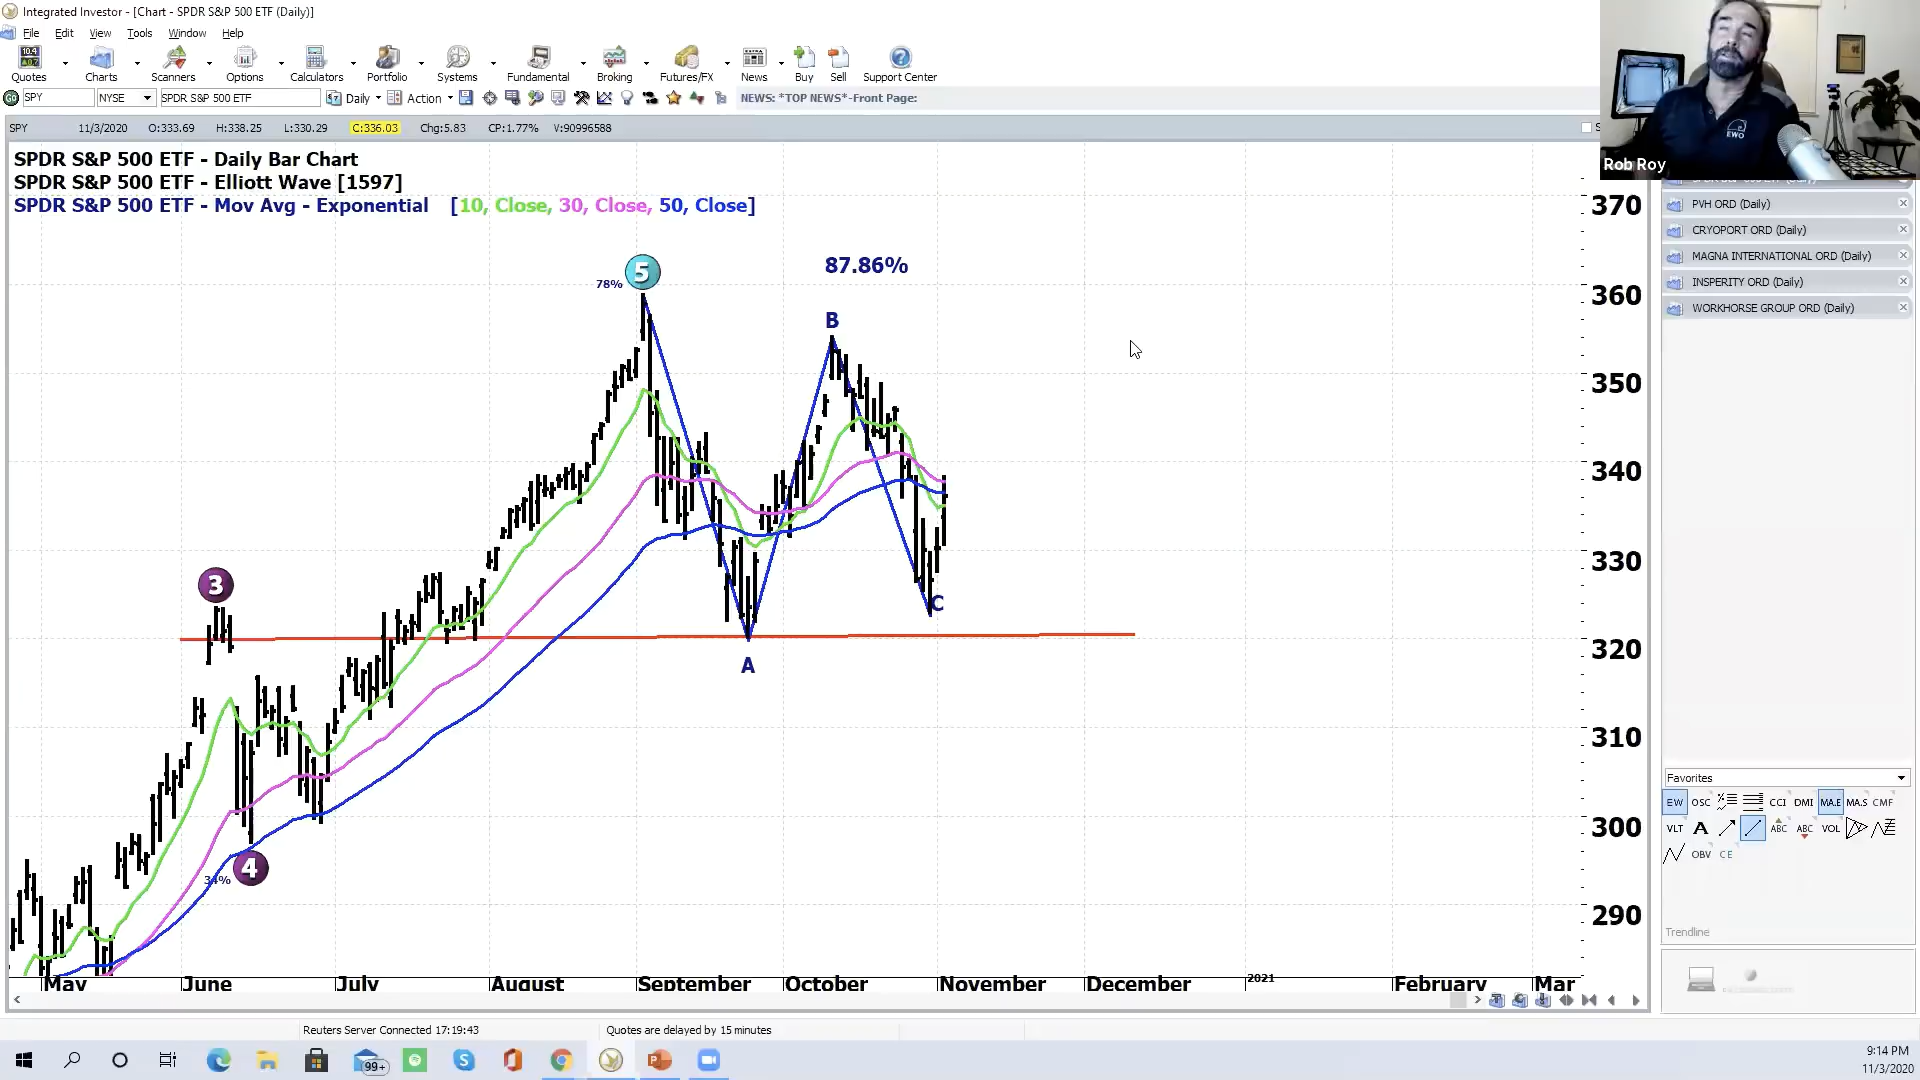 Integrated Investor - [Chart - SPDR S&P 500 ETF (Daily)]
File Edit View Tools Window Help
Quotes Charts Scanners Options Calculators Portfolio Systems Fundamental Broking Futures/FX News Buy Sell Support Center
GO SPY NYSE SPDR S&P 500 ETF Daily Action NEWS: *TOP NEWS*-Front Page:
SPY 11/3/2020 O:333.69 H:338.25 L:330.29 C:336.03 Chg:5.83 CP:1.77% V:90996588
EWO
Rob Roy
SPDR S&P 500 ETF - Daily Bar Chart
SPDR S&P 500 ETF - Elliott Wave [1597]
SPDR S&P 500 ETF - Mov Avg - Exponential [10, Close, 30, Close, 50, Close]
PVH ORD (Daily)
CRYOPORT ORD (Daily)
MAGNA INTERNATIONAL ORD (Daily)
INSPERITY ORD (Daily)
WORKHORSE GROUP ORD (Daily)
370
360
350
340
330
320
310
300
290
87.86%
78%
5
B
3
C
A
4
34%
May June July August September October November December 2021 February Mar
Favorites
EW OSC CCI DMI MA.E MA.S CMF
VLT A ABC ABC VOL
OBV CE
Trendline
Reuters Server Connected 17:19:43 Quotes are delayed by 15 minutes
99+
9:14 PM
11/3/2020